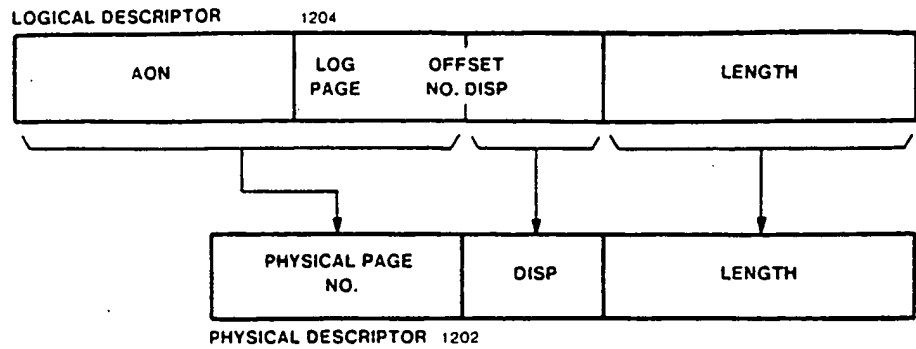 LOGICAL DESCRIPTOR 1204
AON
LOG PAGE
OFFSET NO. DISP
LENGTH
PHYSICAL PAGE NO.
DISP
LENGTH
PHYSICAL DESCRIPTOR 1202